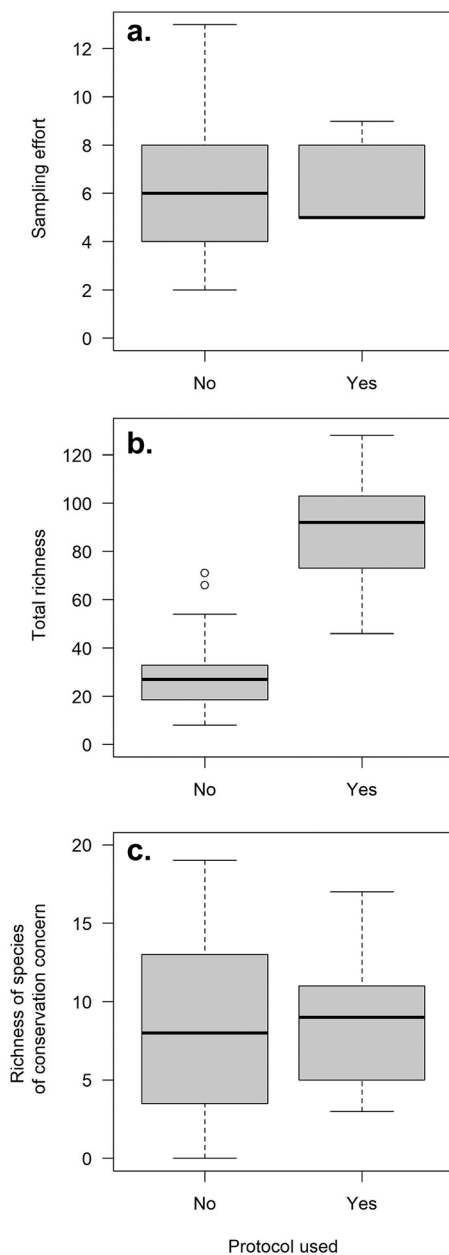 a.
12
10
8
6
4
2
0
Sampling effort
No Yes
b.
120
100
80
60
40
20
0
Total richness
No Yes
c.
20
15
10
5
0
Richness of species
of conservation concern
No Yes
Protocol used